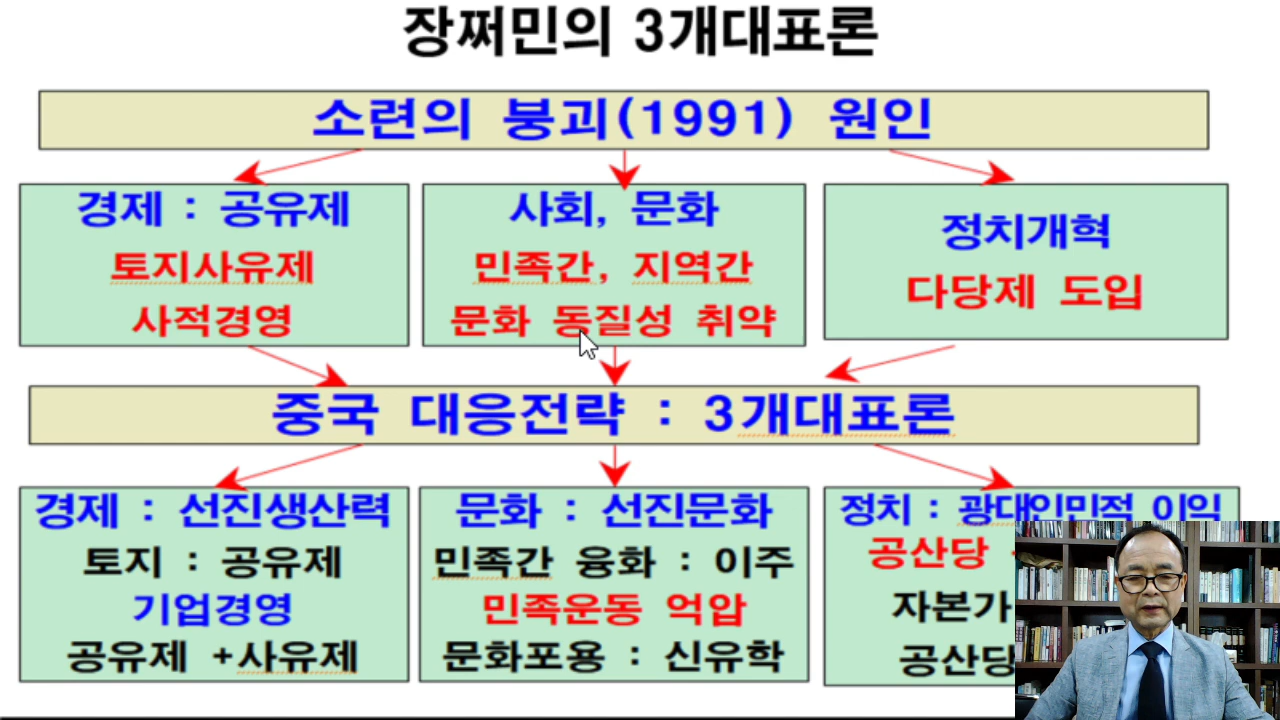 장쩌민의 3개대표론
소련의 붕괴(1991) 원인
경제 : 공유제
토지사유제
사적경영
사회, 문화
민족간, 지역간
문화 동질성 취약
정치개혁
다당제 도입
중국 대응전략 : 3개대표론
경제 : 선진생산력
토지 : 공유제
기업경영
공유제 +사유제
문화 : 선진문화
민족간 융화 : 이주
민족운동 억압
문화포용 : 신유학
정치 : 광대인민적 이익
공산당
자본가
공산당